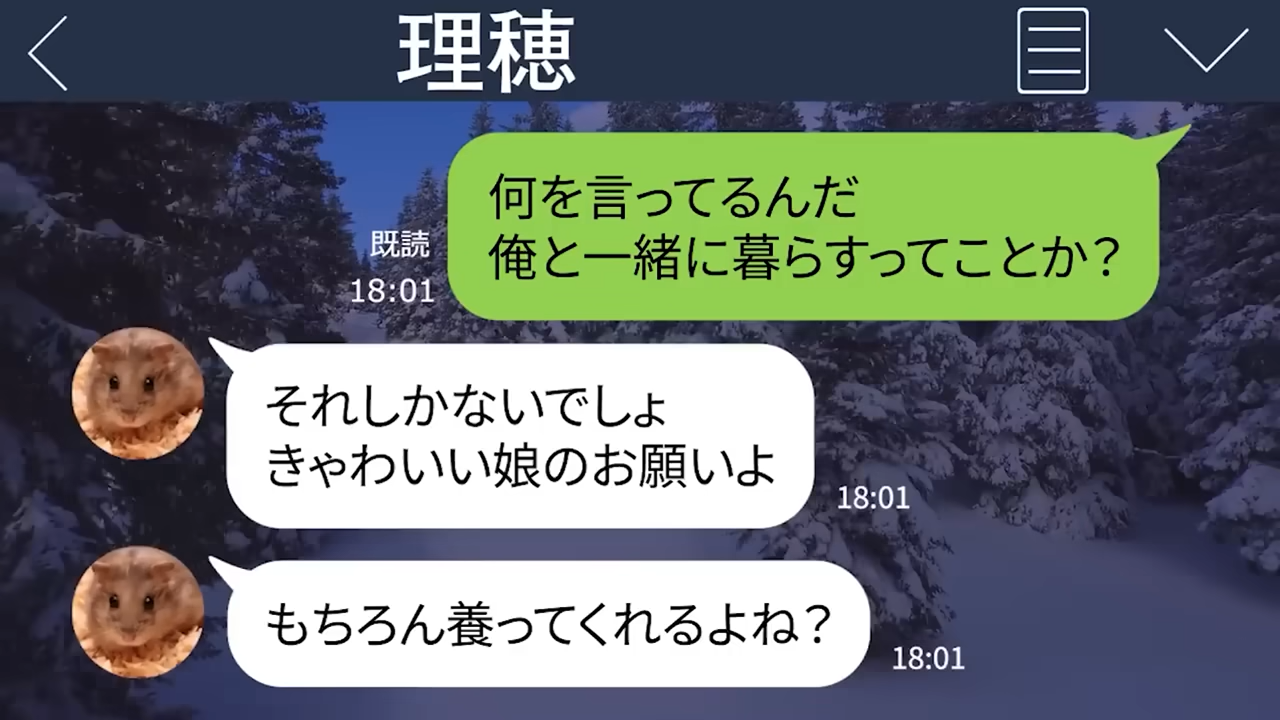 理穂
何を言ってるんだ
俺と一緒に暮らすってことか？
既読
18:01
それしかないでしょ
きゃわいい娘のお願いよ
18:01
もちろん養ってくれるよね？
18:01